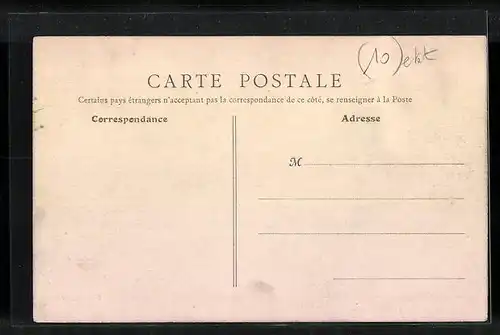 (10)
CARTE POSTALE
Certains pays étrangers n'acceptant pas la correspondance de ce côté, se renseigner à la Poste
Correspondance
Adresse
M